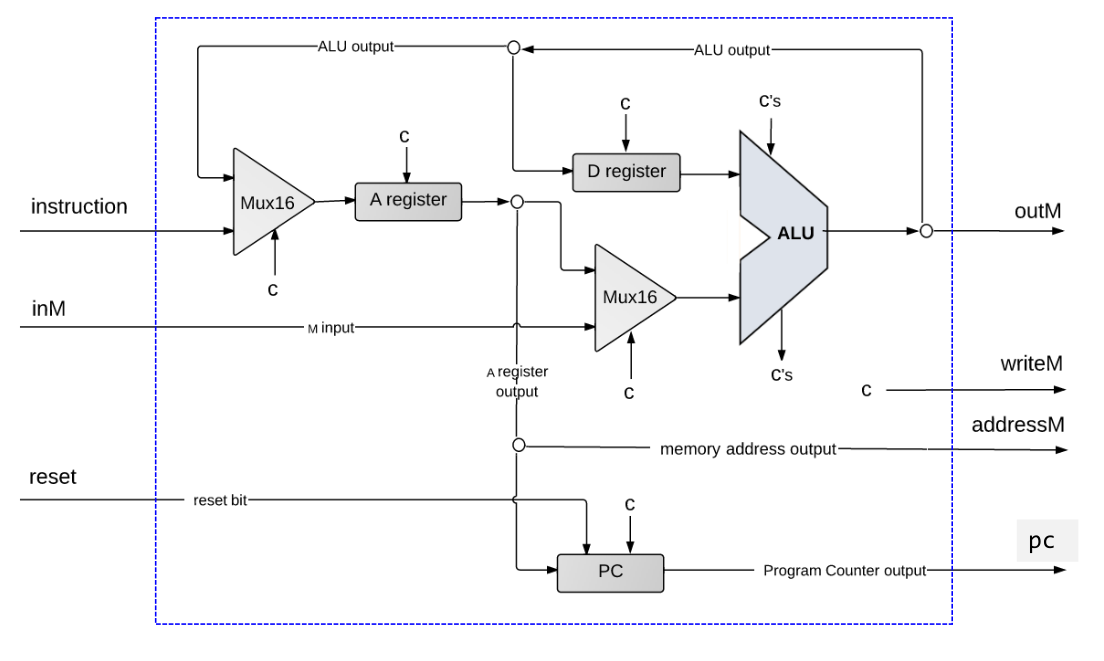 ALU output
ALU output
c
c's
c
D register
Mux16
A register
instruction
ALU
outM
c
Mux16
inM
M input
writeM
A register
output
c
c's
c
addressM
memory address output
reset
reset bit
c
pc
PC
Program Counter output